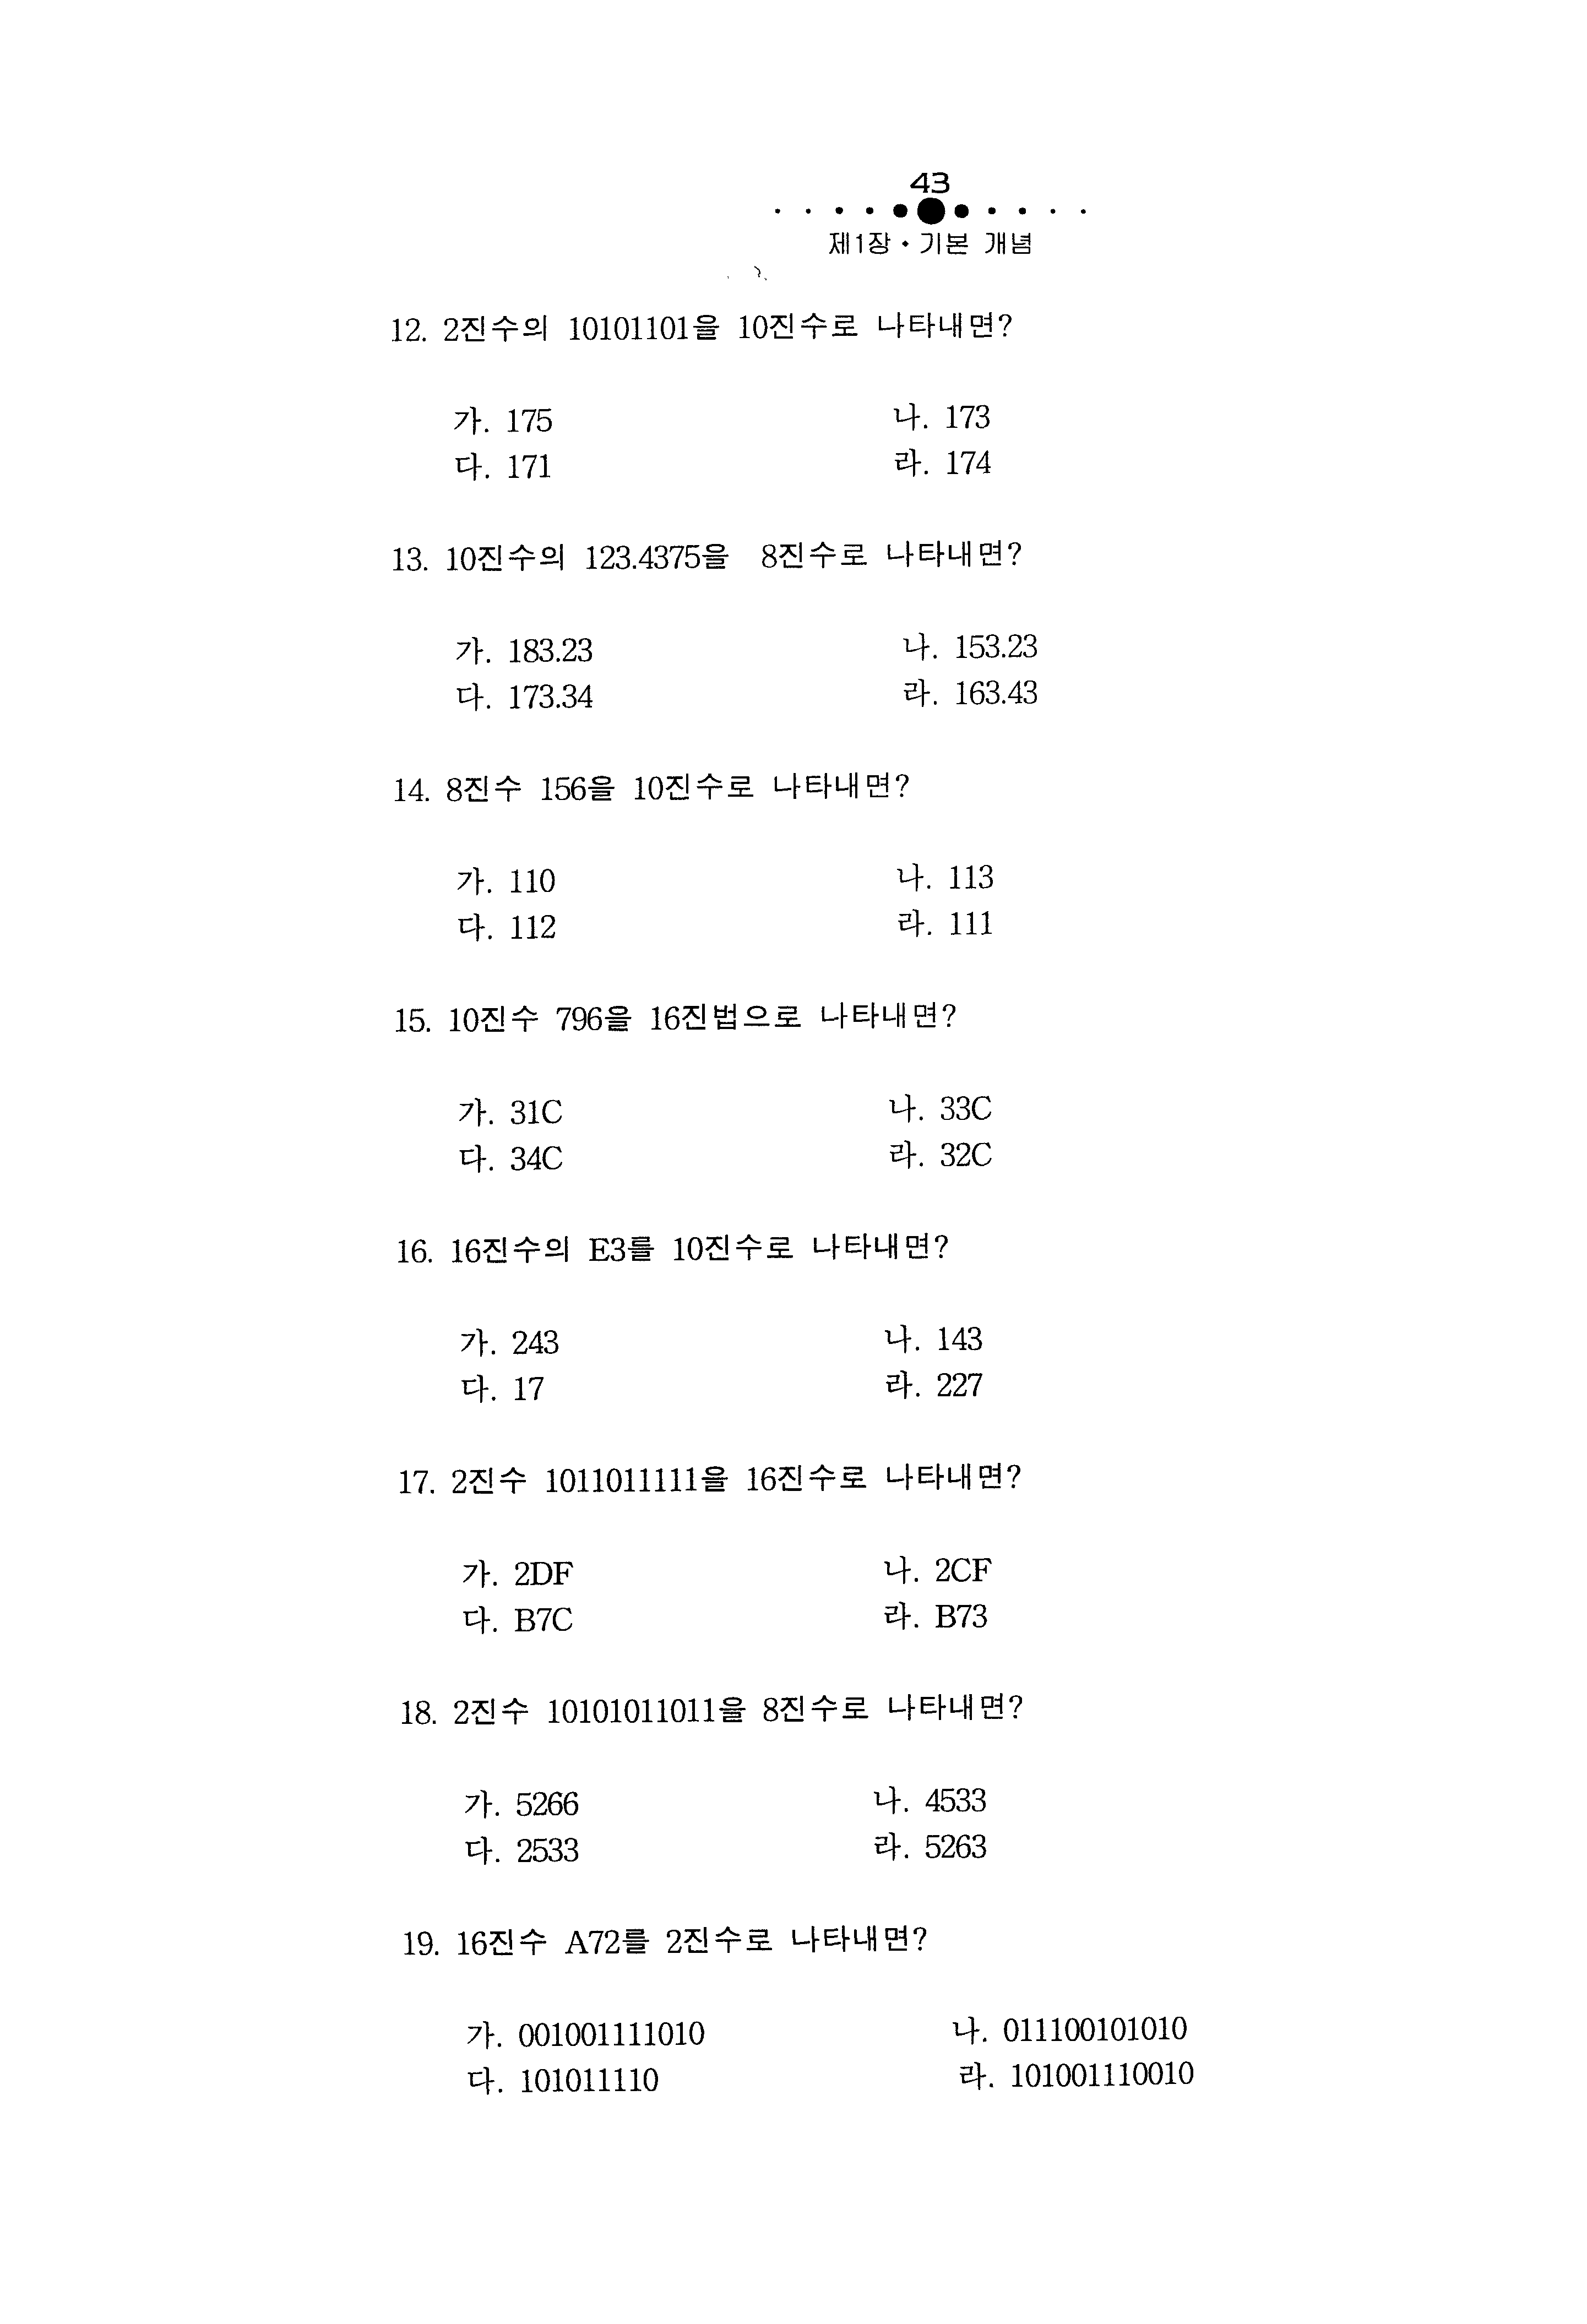 43
제1장 • 기본 개념
12. 2진수의 10101101을 10진수로 나타내면?
가. 175 나. 173
다. 171 라. 174
13. 10진수의 123.4375을 8진수로 나타내면?
가. 183.23 나. 153.23
다. 173.34 라. 163.43
14. 8진수 156을 10진수로 나타내면?
가. 110 나. 113
다. 112 라. 111
15. 10진수 796을 16진법으로 나타내면?
가. 31C 나. 33C
다. 34C 라. 32C
16. 16진수의 E3를 10진수로 나타내면?
가. 243 나. 143
다. 17 라. 227
17. 2진수 1011011111을 16진수로 나타내면?
가. 2DF 나. 2CF
다. B7C 라. B73
18. 2진수 10101011011을 8진수로 나타내면?
가. 5266 나. 4533
다. 2533 라. 5263
19. 16진수 A72를 2진수로 나타내면?
가. 001001111010 나. 011100101010
다. 101011110 라. 101001110010